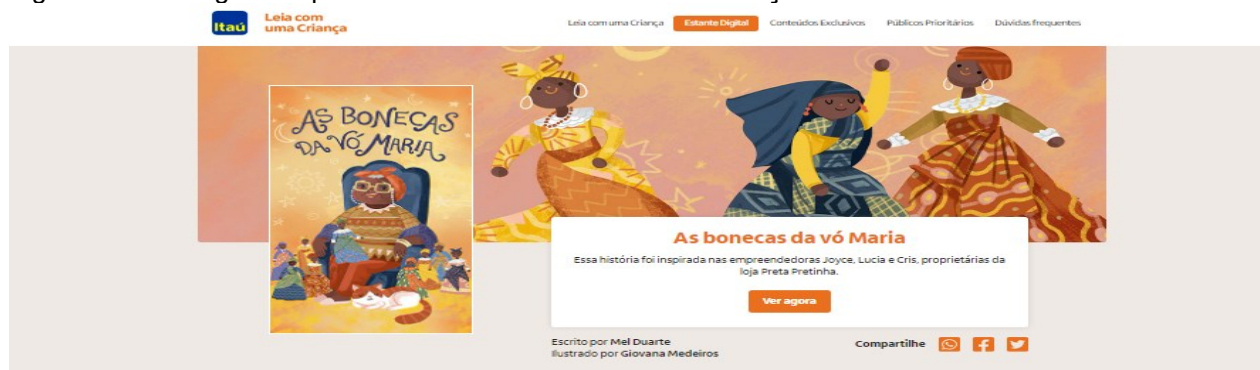 Itaú
Leia com
uma Criança
Leia com uma Criança
Estante Digital
Conteúdos Exclusivos
Públicos Prioritários
Dúvidas frequentes
AS BONECAS
DA VÓ MARIA
As bonecas da vó Maria
Essa história foi inspirada nas empreendedoras Joyce, Lucia e Cris, proprietárias da
loja Preta Pretinha.
Ver agora
Escrito por Mel Duarte
Ilustrado por Giovana Medeiros
Compartilhe